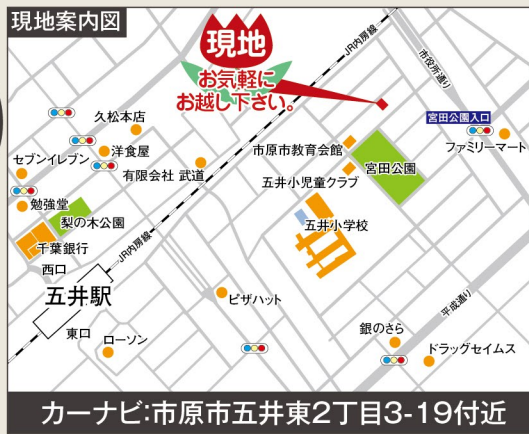 現地案内図
現地
お気軽に
お越し下さい。
JR内房線
市役所通り
宮田公園入口
ファミリーマート
久松本店
洋食屋
セブンイレブン
有限会社 武道
市原市教育会館
宮田公園
五井小児童クラブ
勉強堂
梨の木公園
五井小学校
千葉銀行
西口
JR内房線
五井駅
ピザハット
平成通り
東口
ローソン
銀のさら
ドラッグセイムス
カーナビ:市原市五井東2丁目3-19付近